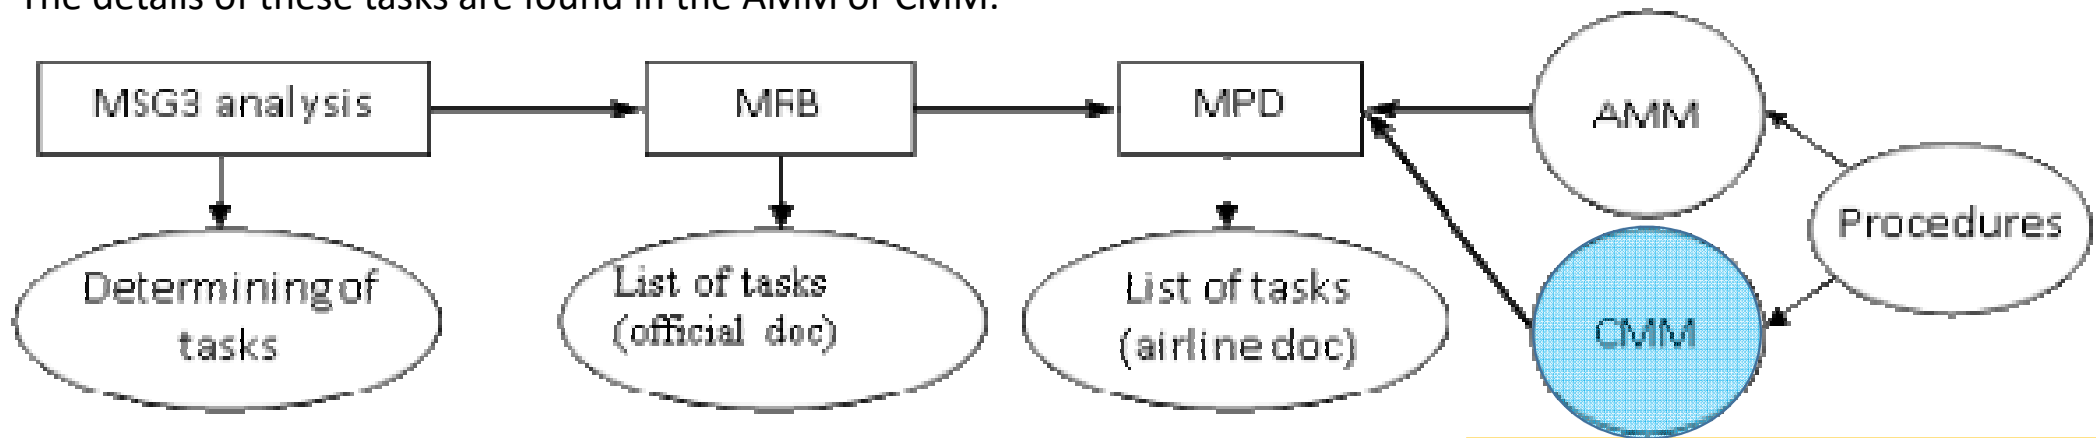 The details of these tasks are found in the AMM or CMM.
MSG3 analysis
MRB
MPD
AMM
Procedures
CMM
Determining of
tasks
List of tasks
(official doc)
List of tasks
(airline doc)